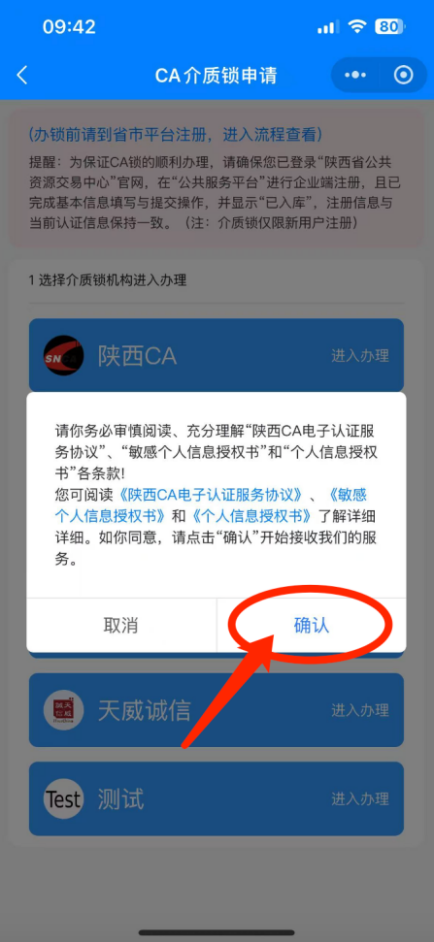 09:42
80
CA介质锁申请
(办锁前请到省市平台注册，进入流程查看)
提醒：为保证CA锁的顺利办理，请确保您已登录“陕西省公共
资源交易中心”官网，在“公共服务平台”进行企业端注册，且已
完成基本信息填写与提交操作，并显示“已入库”，注册信息与
当前认证信息保持一致。（注：介质锁仅限新用户注册）
1 选择介质锁机构进入办理
SNCA
陕西CA
进入办理
请你务必审慎阅读、充分理解“陕西CA电子认证服
务协议”、“敏感个人信息授权书”和“个人信息授权
书”各条款!
您可阅读《陕西CA电子认证服务协议》、《敏感
个人信息授权书》和《个人信息授权书》了解详细
详细。如你同意，请点击“确认”开始接收我们的服
务。
取消
确认
天威诚信
进入办理
Test
测试
进入办理